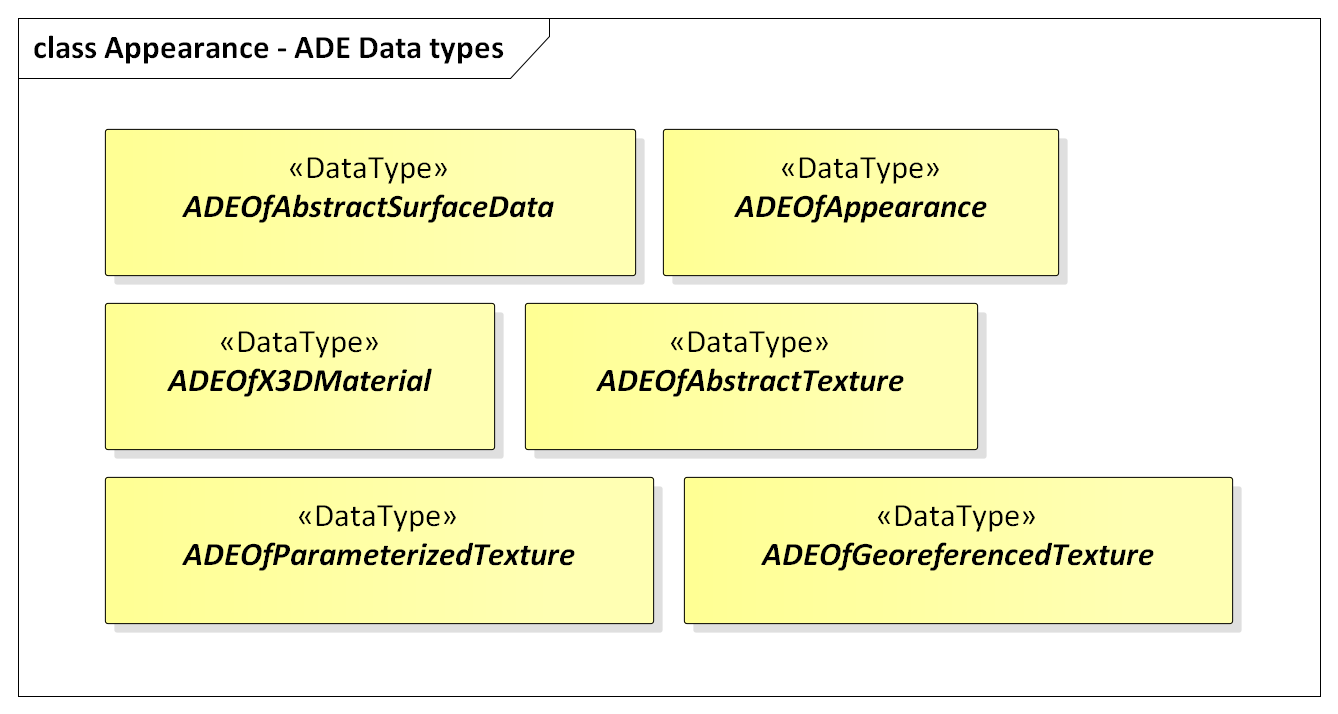 class Appearance - ADE Data types
«DataType»
ADEOfAbstractSurfaceData
«DataType»
ADEOfAppearance
«DataType»
ADEOfX3DMaterial
«DataType»
ADEOfAbstractTexture
«DataType»
ADEOfParameterizedTexture
«DataType»
ADEOfGeoreferencedTexture